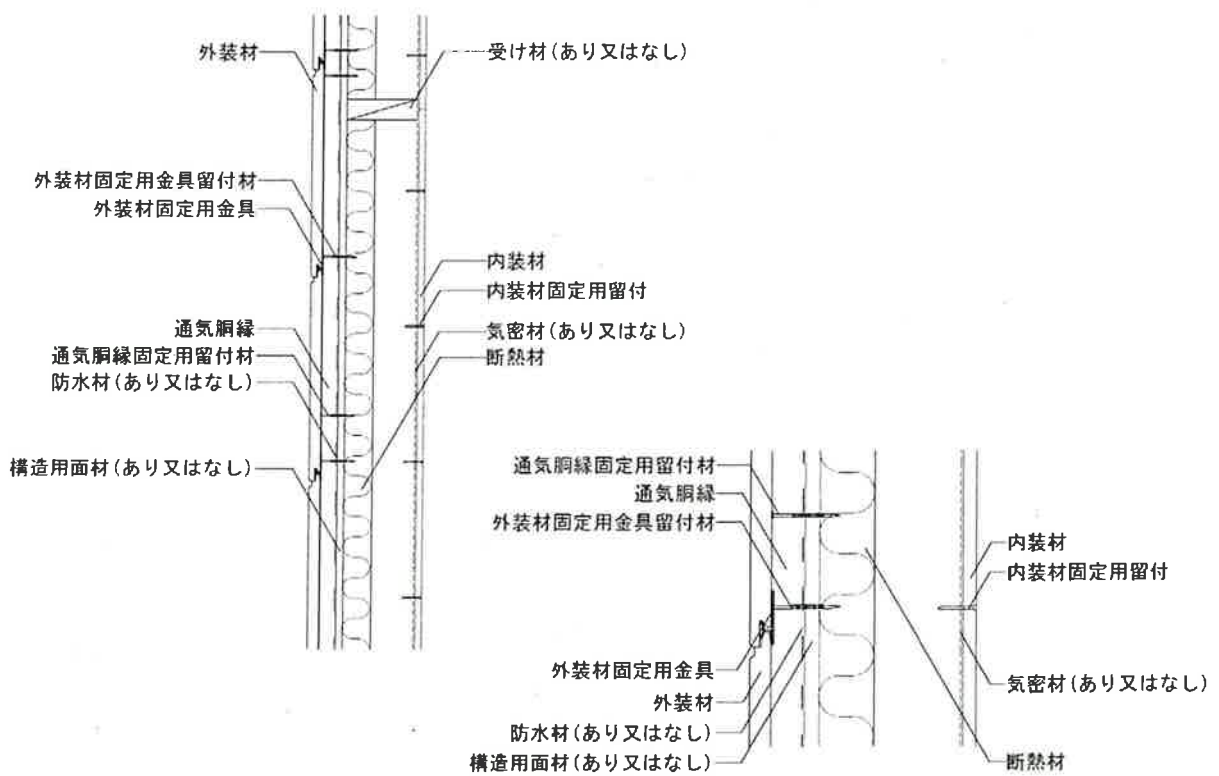 外装材
受け材(あり又はなし)
外装材固定用金具留付材
外装材固定用金具
内装材
内装材固定用留付
通気胴縁
気密材(あり又はなし)
通気胴縁固定用留付材
断熱材
防水材(あり又はなし)
構造用面材(あり又はなし)
通気胴縁固定用留付材
通気胴縁
外装材固定用金具留付材
内装材
内装材固定用留付
外装材固定用金具
気密材(あり又はなし)
外装材
防水材(あり又はなし)
構造用面材(あり又はなし)
断熱材